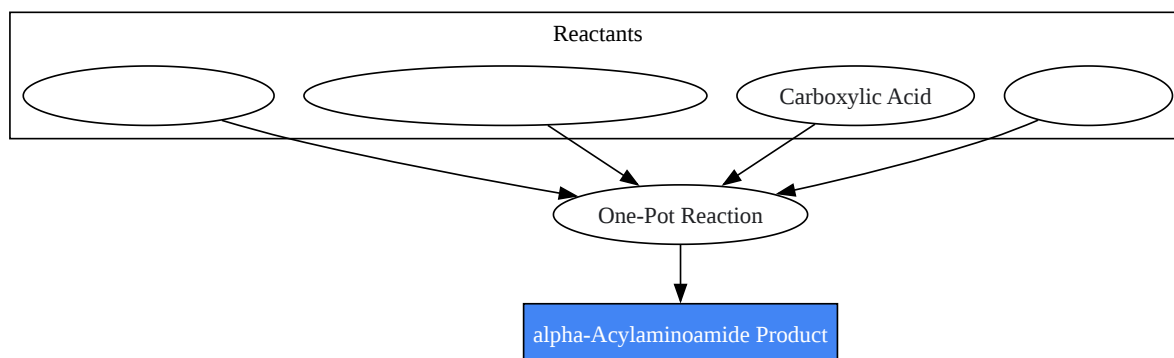 Reactants
Carboxylic Acid
One-Pot Reaction
alpha-Acylaminoamide Product